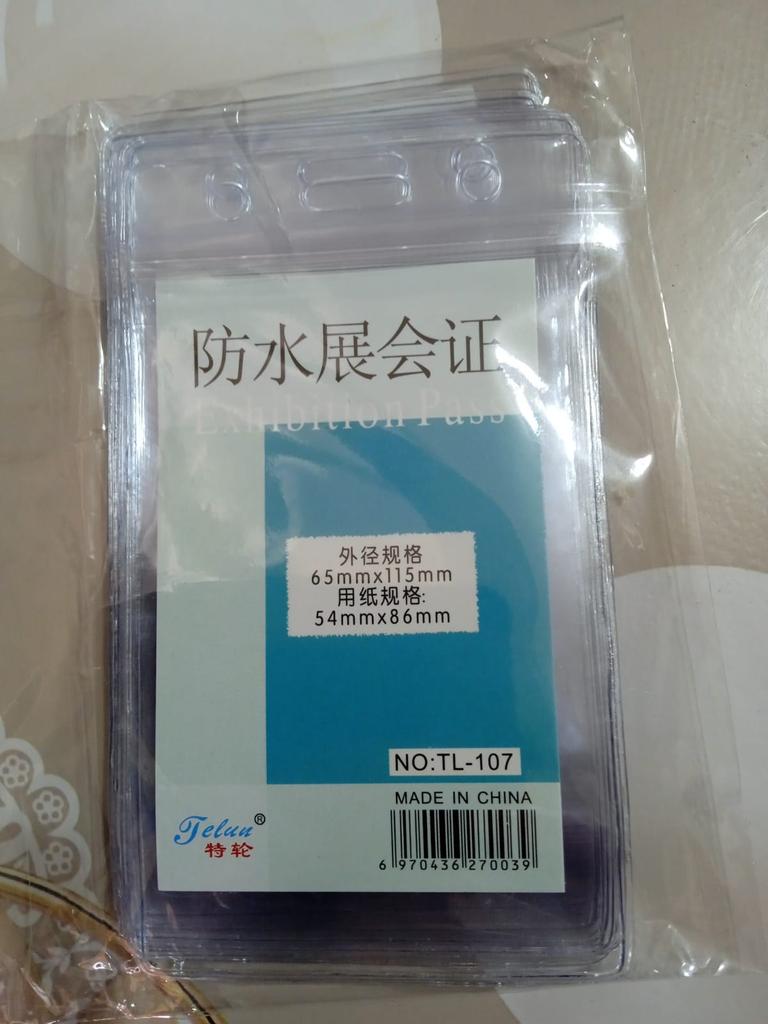 防水展会证
Exhibition Pass
外径规格
65mmx115mm
用纸规格:
54mmx86mm
NO:TL-107
MADE IN CHINA
Telun®
特轮
6 970436 270039